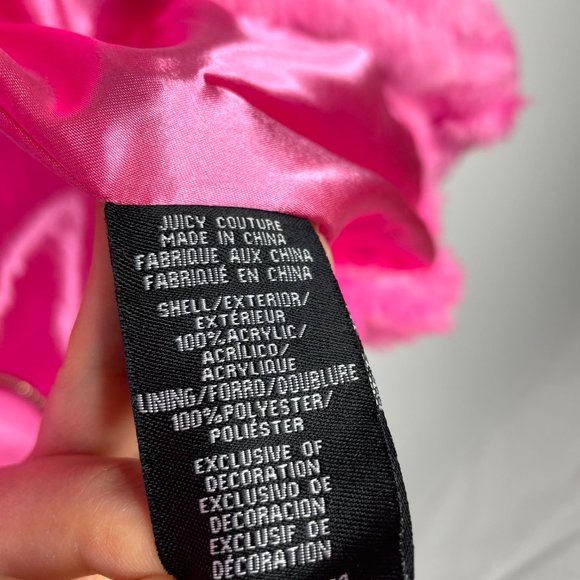 JUICY COUTURE
MADE IN CHINA
FABRIQUE AUX CHINA
FABRIQUÉ EN CHINA
SHELL/EXTERIOR/
EXTÉRIEUR
100% ACRYLIC/
ACRÍLICO/
ACRYLIQUE
LINING/FORRO/DOUBLURE
100% POLYESTER/
POLIÉSTER
EXCLUSIVE OF
DECORATION
EXCLUSIVO DE
DECORACION
EXCLUSIF DE
DÉCORATION